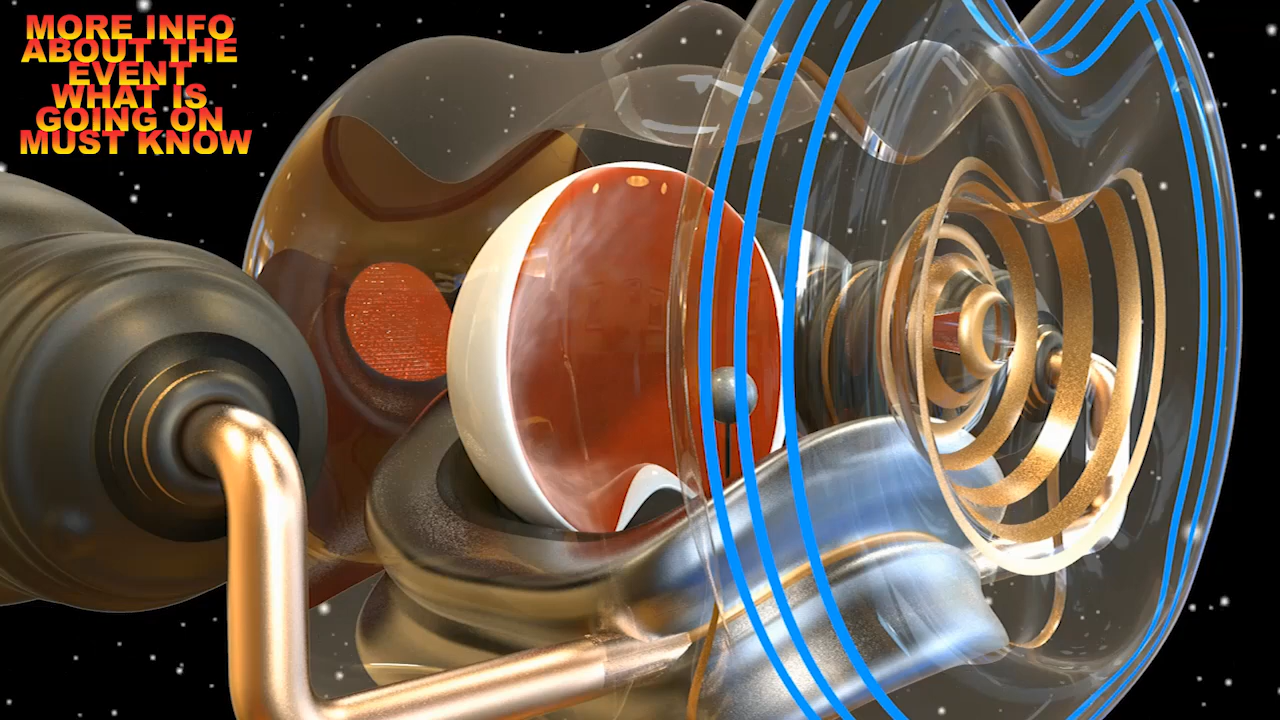 MORE INFO
ABOUT THE
EVENT
WHAT IS
GOING ON
MUST KNOW